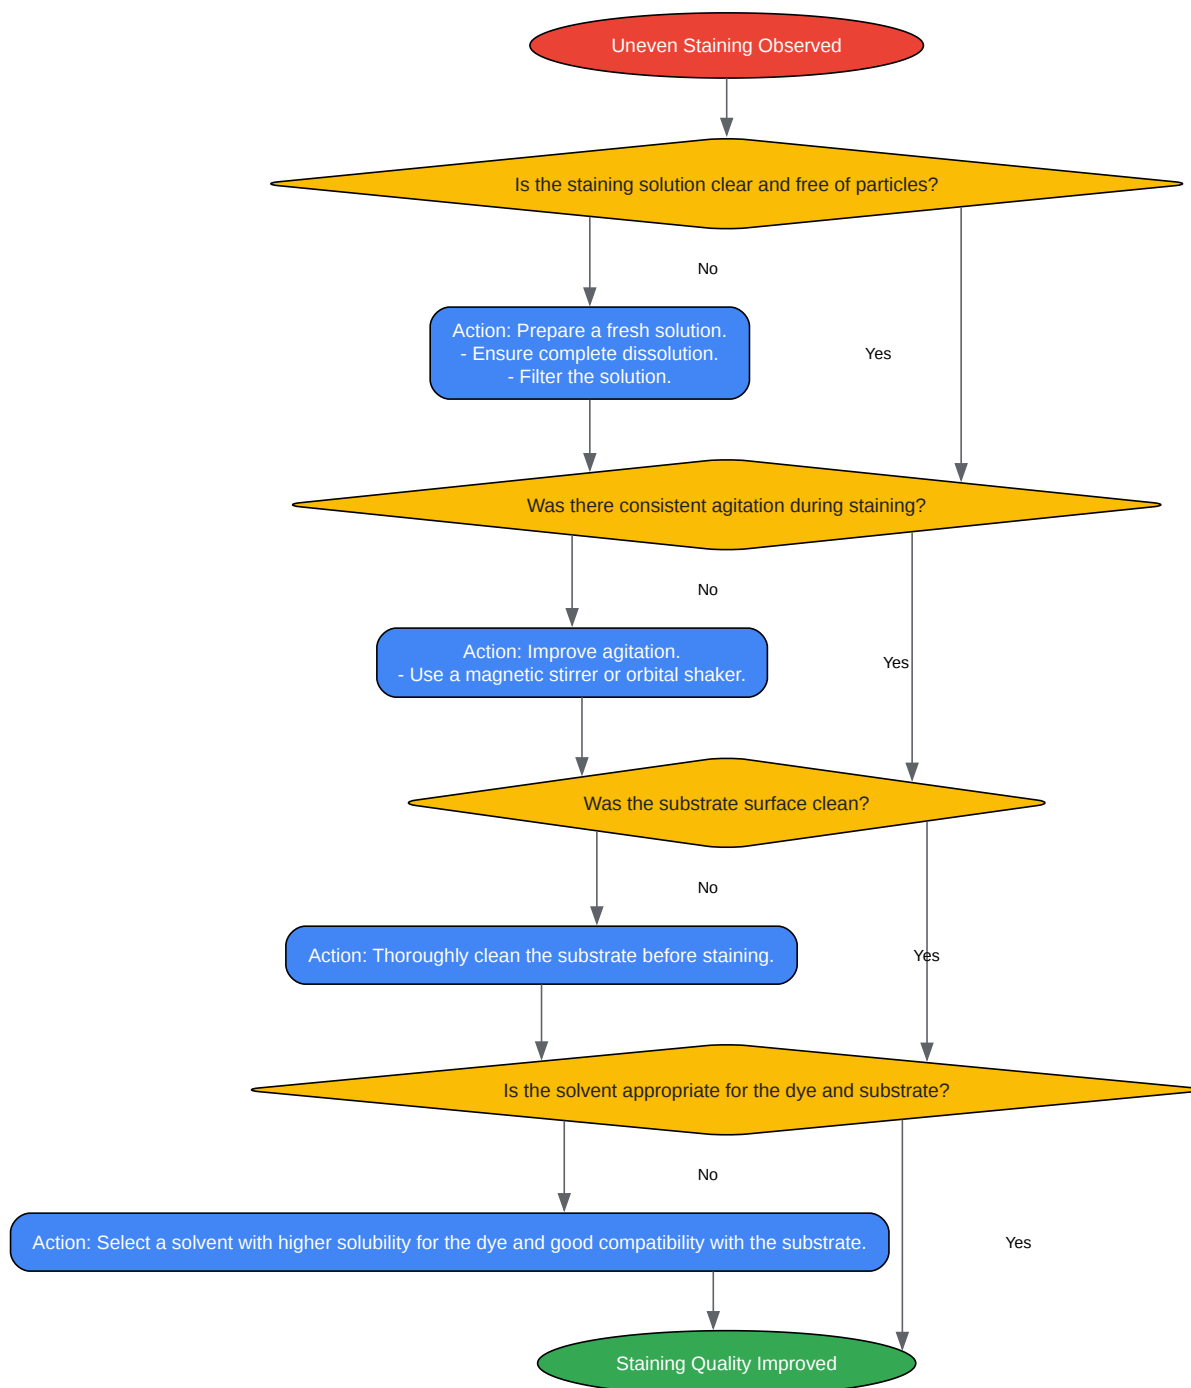 Uneven Staining Observed
Is the staining solution clear and free of particles?
No
Action: Prepare a fresh solution.
- Ensure complete dissolution.
- Filter the solution.
Yes
Was there consistent agitation during staining?
No
Action: Improve agitation.
- Use a magnetic stirrer or orbital shaker.
Yes
Was the substrate surface clean?
No
Action: Thoroughly clean the substrate before staining.
Yes
Is the solvent appropriate for the dye and substrate?
No
Action: Select a solvent with higher solubility for the dye and good compatibility with the substrate.
Yes
Staining Quality Improved